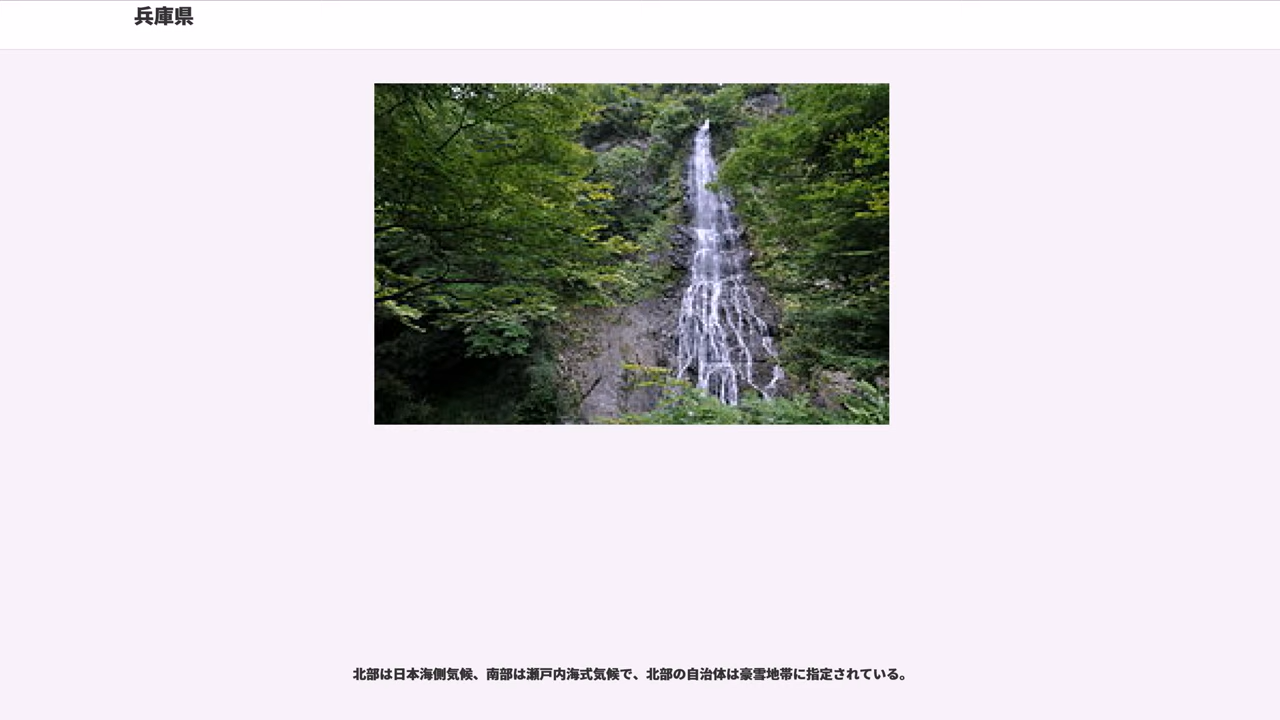 兵庫県
北部は日本海側気候、南部は瀬戸内海式気候で、北部の自治体は豪雪地帯に指定されている。